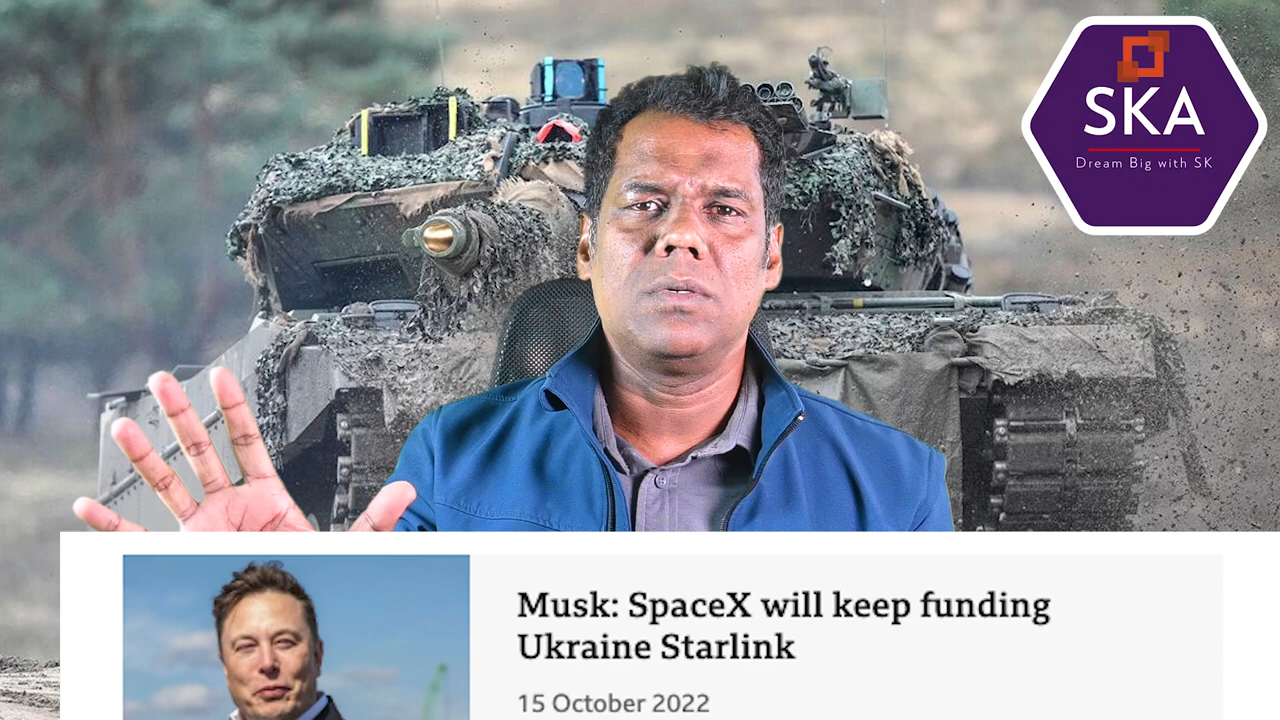 SKA
Dream Big with SK
Musk: SpaceX will keep funding
Ukraine Starlink
15 October 2022